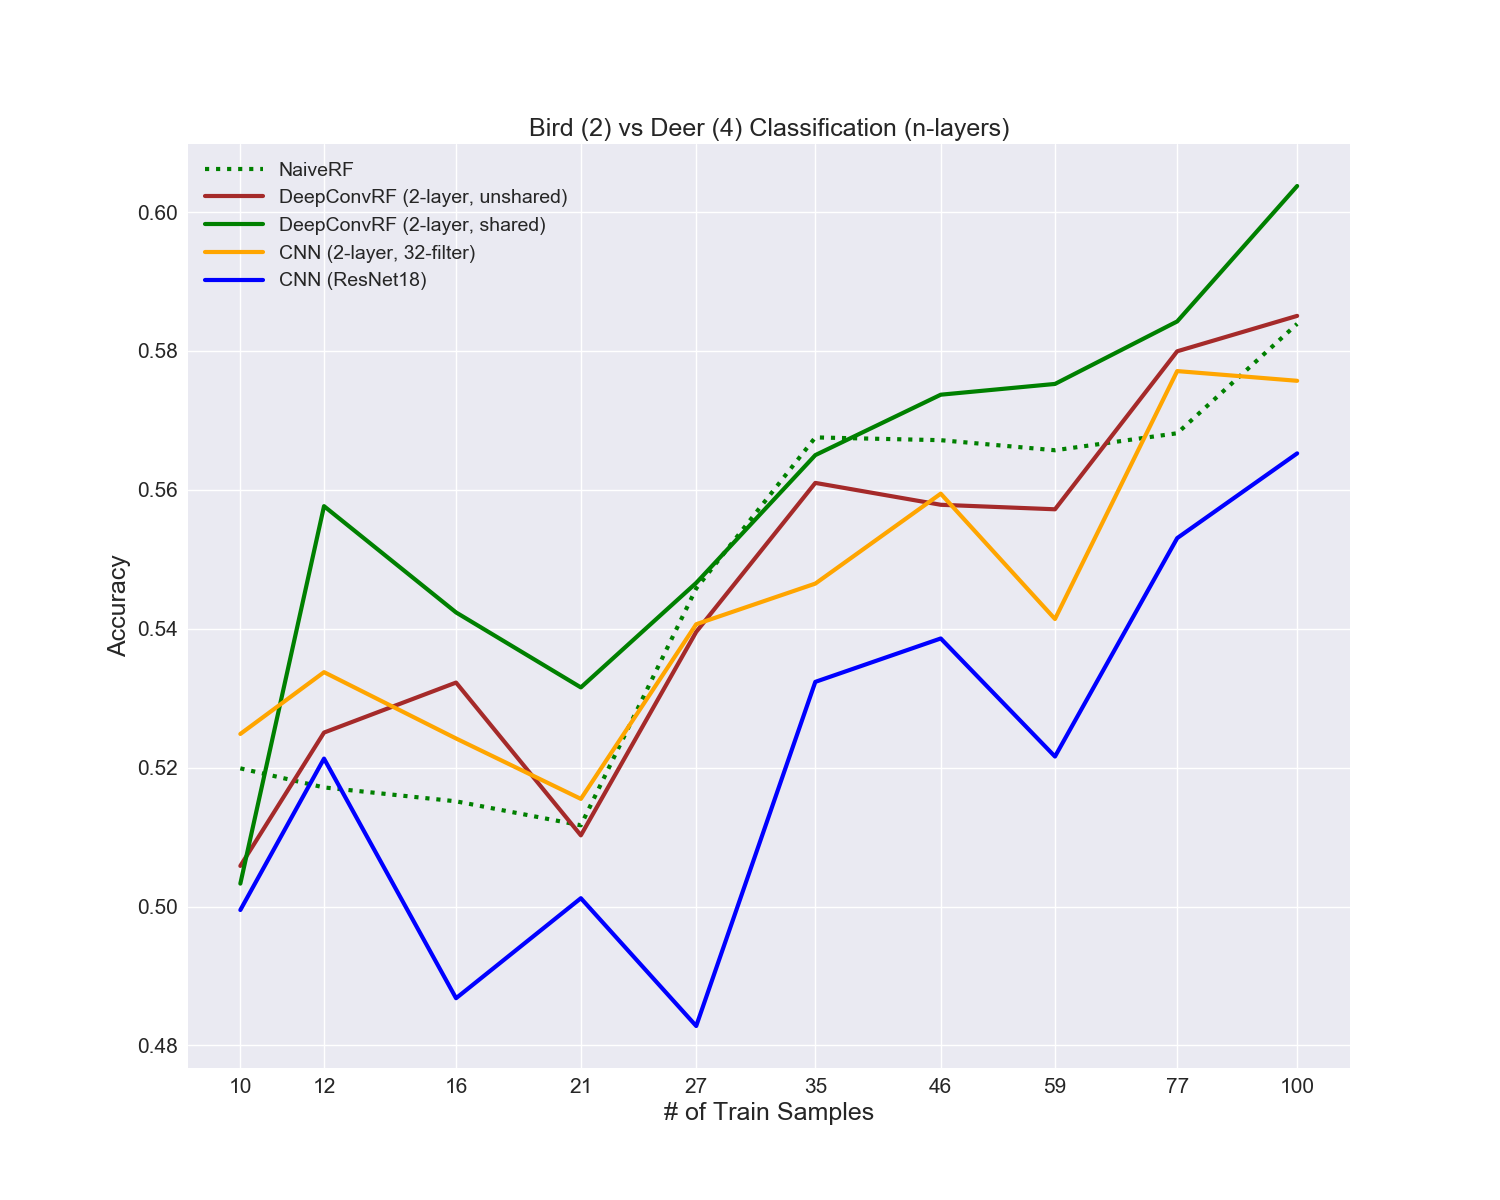 Bird (2) vs Deer (4) Classification (n-layers)
NaiveRF
DeepConvRF (2-layer, unshared)
DeepConvRF (2-layer, shared)
CNN (2-layer, 32-filter)
CNN (ResNet18)
0.60
0.58
0.56
0.54
0.52
0.50
0.48
Accuracy
10 12 16 21 27 35 46 59 77 100
# of Train Samples